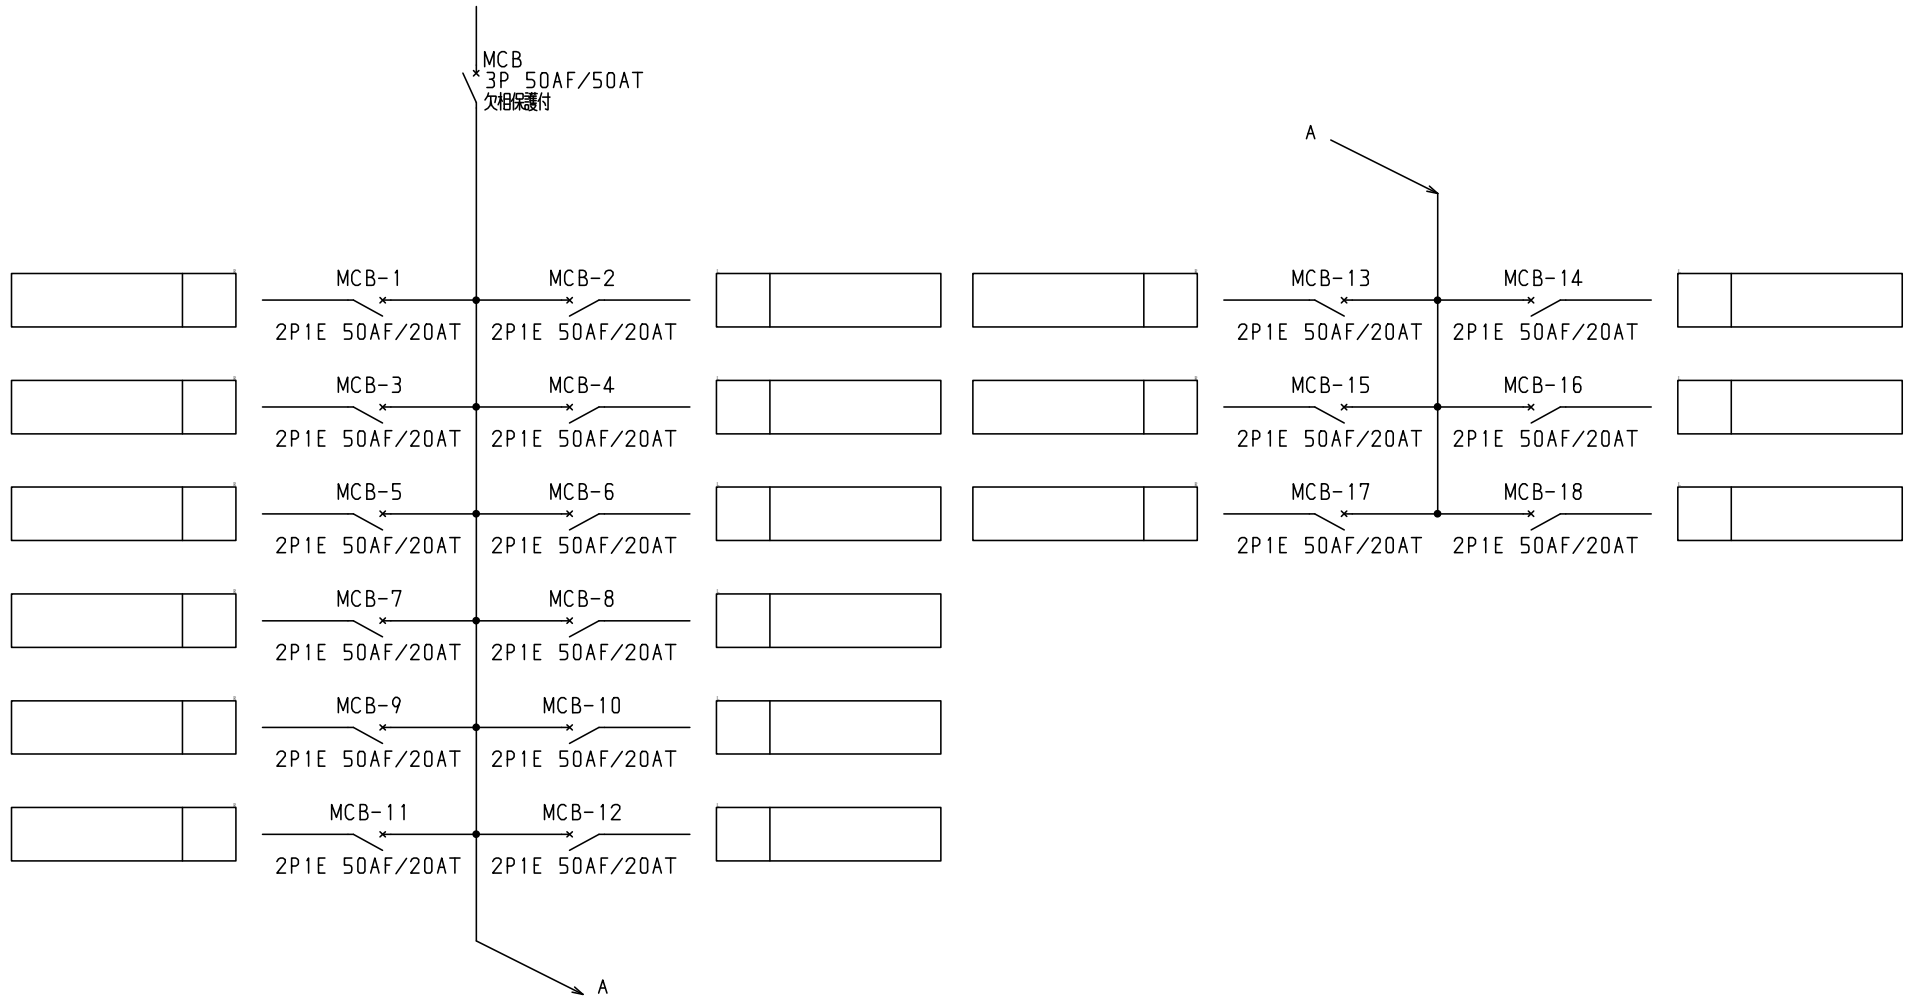 MCB
3P 50AF/50AT
欠相保護付
MCB-1
2P1E 50AF/20AT
MCB-2
2P1E 50AF/20AT
MCB-3
2P1E 50AF/20AT
MCB-4
2P1E 50AF/20AT
MCB-5
2P1E 50AF/20AT
MCB-6
2P1E 50AF/20AT
MCB-7
2P1E 50AF/20AT
MCB-8
2P1E 50AF/20AT
MCB-9
2P1E 50AF/20AT
MCB-10
2P1E 50AF/20AT
MCB-11
2P1E 50AF/20AT
MCB-12
2P1E 50AF/20AT
A
A
MCB-13
2P1E 50AF/20AT
MCB-14
2P1E 50AF/20AT
MCB-15
2P1E 50AF/20AT
MCB-16
2P1E 50AF/20AT
MCB-17
2P1E 50AF/20AT
MCB-18
2P1E 50AF/20AT